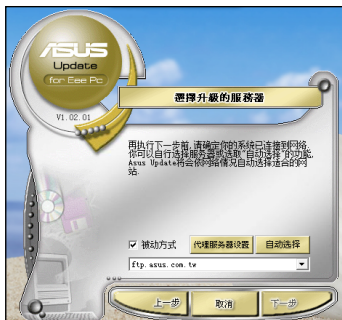 ASUS
Update
for Eee Pc
V1.02.01
選擇升級的服務器
再执行下一步前,请确定你的系统已连接到网络.
你可以自行选择服务器或选取"自动选择"的功能,
Asus Update将会依网络情况自动选择适合的网
站.
被动方式
代理服务器设置
自动选择
ftp.asus.com.tw
上一步
取消
下一步